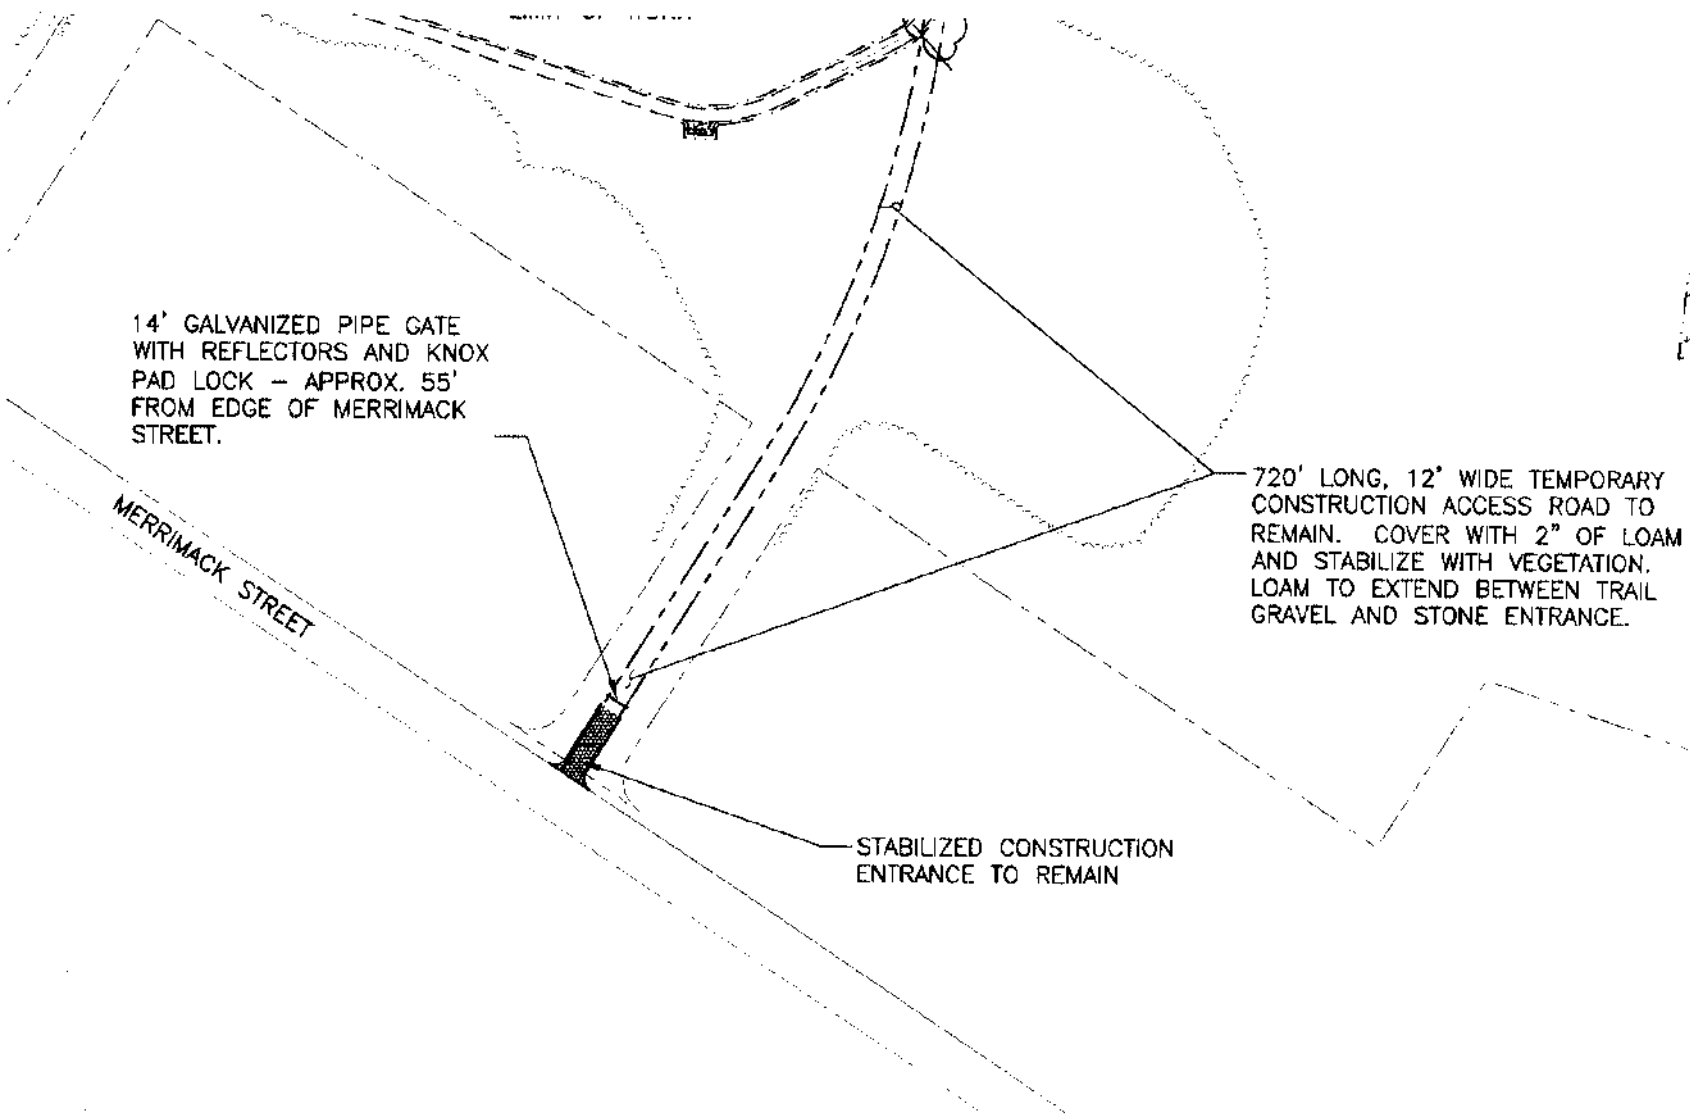 14' GALVANIZED PIPE GATE
WITH REFLECTORS AND KNOX
PAD LOCK – APPROX. 55'
FROM EDGE OF MERRIMACK
STREET.
MERRIMACK STREET
720' LONG, 12' WIDE TEMPORARY
CONSTRUCTION ACCESS ROAD TO
REMAIN. COVER WITH 2" OF LOAM
AND STABILIZE WITH VEGETATION.
LOAM TO EXTEND BETWEEN TRAIL
GRAVEL AND STONE ENTRANCE.
STABILIZED CONSTRUCTION
ENTRANCE TO REMAIN